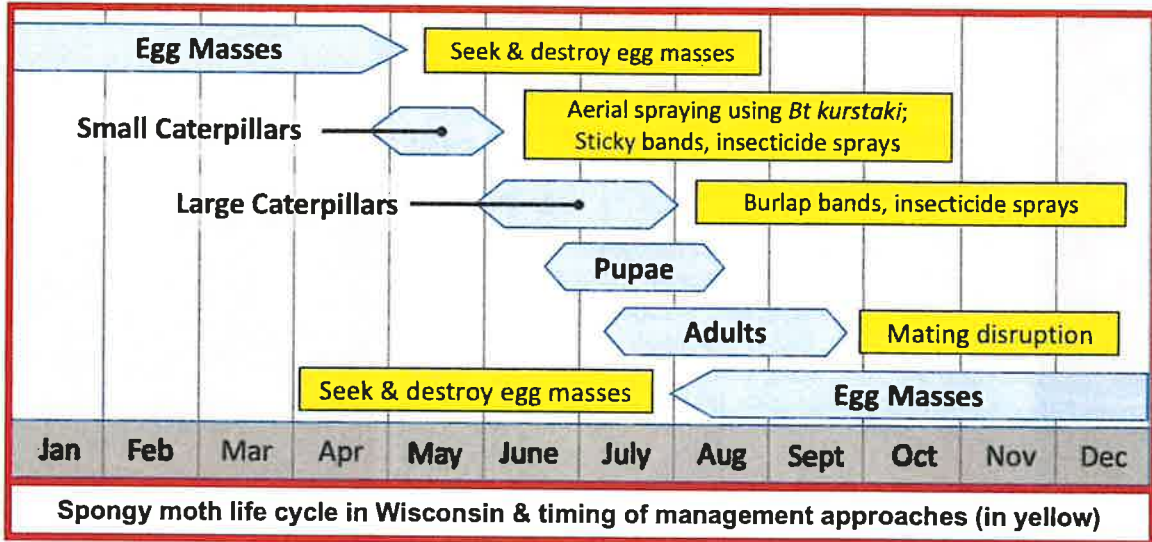 Egg Masses
Seek & destroy egg masses
Small Caterpillars
Aerial spraying using Bt kurstaki;
Sticky bands, insecticide sprays
Large Caterpillars
Burlap bands, insecticide sprays
Pupae
Adults
Mating disruption
Seek & destroy egg masses
Egg Masses
Jan Feb Mar Apr May June July Aug Sept Oct Nov Dec
Spongy moth life cycle in Wisconsin & timing of management approaches (in yellow)